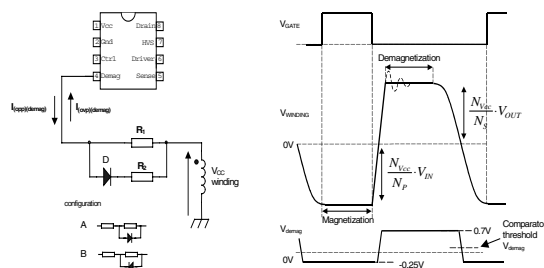 1 Vcc Drain 8
2 Gnd HVS 7
3 Ctrl Driver 6
4 Demag Sense 5
I(opp)(demag)
I(ovp)(demag)
R1
D
R2
VCC
winding
configuration
A
B
VGATE
Demagnetization
VWINDING
0V
NVcc/NS · VOUT
NVcc/NP · VIN
Magnetization
Vdemag
0V
0.7V
-0.25V
Comparato
threshold
Vdemag